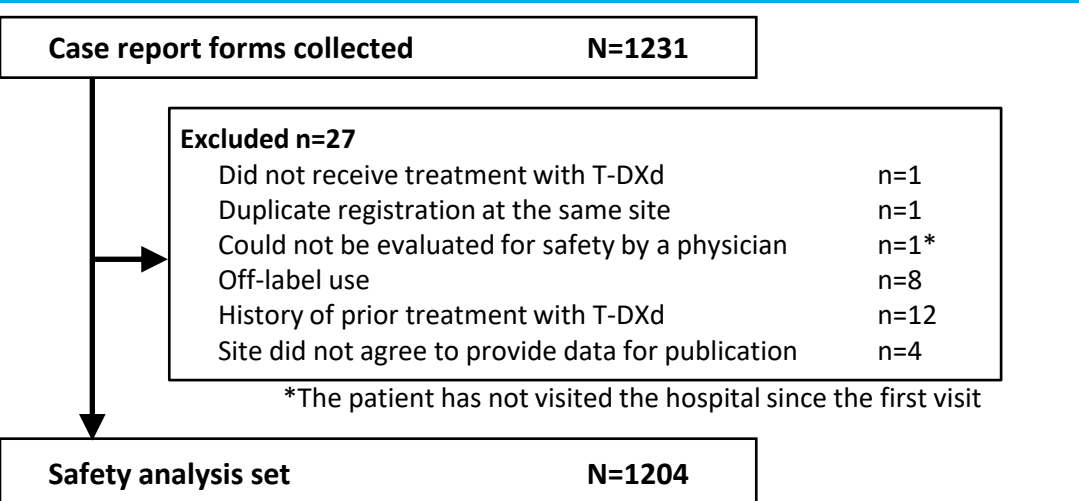 Case report forms collected N=1231
Excluded n=27
Did not receive treatment with T-DXd n=1
Duplicate registration at the same site n=1
Could not be evaluated for safety by a physician n=1*
Off-label use n=8
History of prior treatment with T-DXd n=12
Site did not agree to provide data for publication n=4
*The patient has not visited the hospital since the first visit
Safety analysis set N=1204